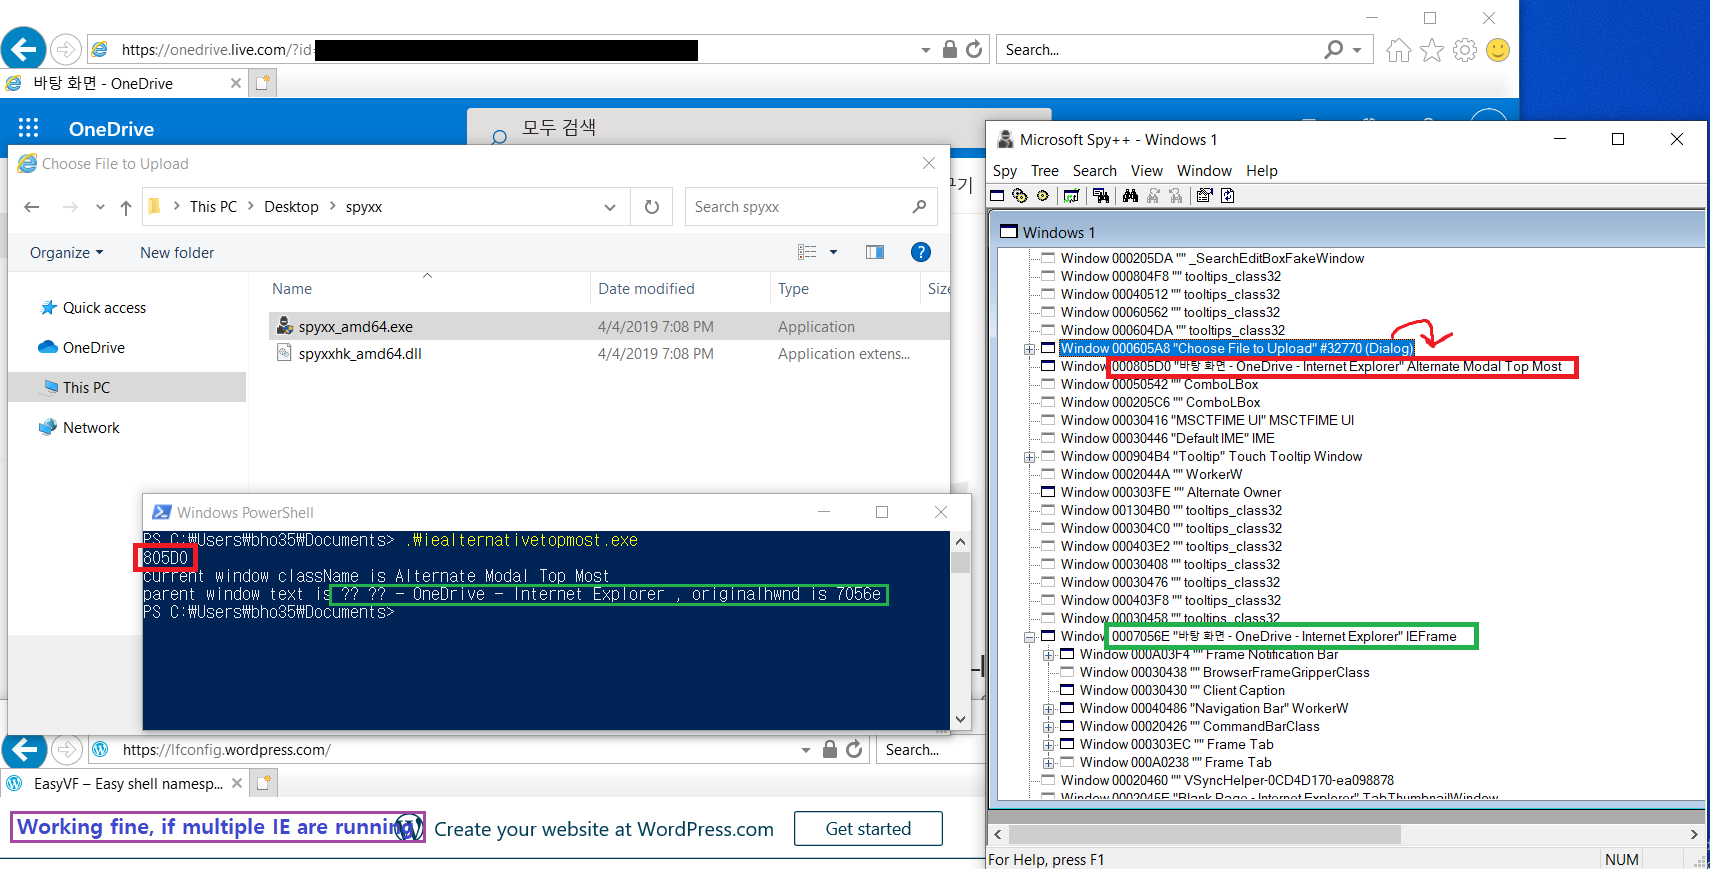 https://onedrive.live.com/?id=
Search...
바탕 화면 - OneDrive
OneDrive
모두 검색
Choose File to Upload
This PC
Desktop
spyxx
Search spyxx
Organize
New folder
Name
Date modified
Type
Size
Quick access
OneDrive
This PC
Network
spyxx_amd64.exe
4/4/2019 7:08 PM
Application
spyxxhk_amd64.dll
4/4/2019 7:08 PM
Application extens...
Windows PowerShell
PS C:₩Users₩bho35₩Documents> .₩iealternativetopmost.exe
805D0
current window className is Alternate Modal Top Most
parent window text is ?? ?? - OneDrive - Internet Explorer , originalhwnd is 7056e
PS C:₩Users₩bho35₩Documents>
https://lfconfig.wordpress.com/
Search...
EasyVF – Easy shell namesp...
Working fine, if multiple IE are running
Create your website at WordPress.com
Get started
Microsoft Spy++ - Windows 1
Spy Tree Search View Window Help
Windows 1
Window 000205DA "" _SearchEditBoxFakeWindow
Window 000804F8 "" tooltips_class32
Window 00040512 "" tooltips_class32
Window 00060562 "" tooltips_class32
Window 000604DA "" tooltips_class32
Window 000605A8 "Choose File to Upload" #32770 (Dialog)
Window 000805D0 "바탕 화면 - OneDrive - Internet Explorer" Alternate Modal Top Most
Window 00050542 "" ComboLBox
Window 000205C6 "" ComboLBox
Window 00030416 "MSCTFIME UI" MSCTFIME UI
Window 00030446 "Default IME" IME
Window 000904B4 "Tooltip" Touch Tooltip Window
Window 0002044A "" WorkerW
Window 000303FE "" Alternate Owner
Window 001304B0 "" tooltips_class32
Window 000304C0 "" tooltips_class32
Window 000403E2 "" tooltips_class32
Window 00030408 "" tooltips_class32
Window 00030476 "" tooltips_class32
Window 000403F8 "" tooltips_class32
Window 00030458 "" tooltips_class32
Window 0007056E "바탕 화면 - OneDrive - Internet Explorer" IEFrame
Window 000A03F4 "" Frame Notification Bar
Window 00030438 "" BrowserFrameGripperClass
Window 00030430 "" Client Caption
Window 00040486 "Navigation Bar" WorkerW
Window 00020426 "" CommandBarClass
Window 000303EC "" Frame Tab
Window 000A0238 "" Frame Tab
Window 00020460 "" VSyncHelper-0CD4D170-ea098878
Window 0002045E "Blank Page - Internet Explorer" TabThumbnailWindow
For Help, press F1
NUM